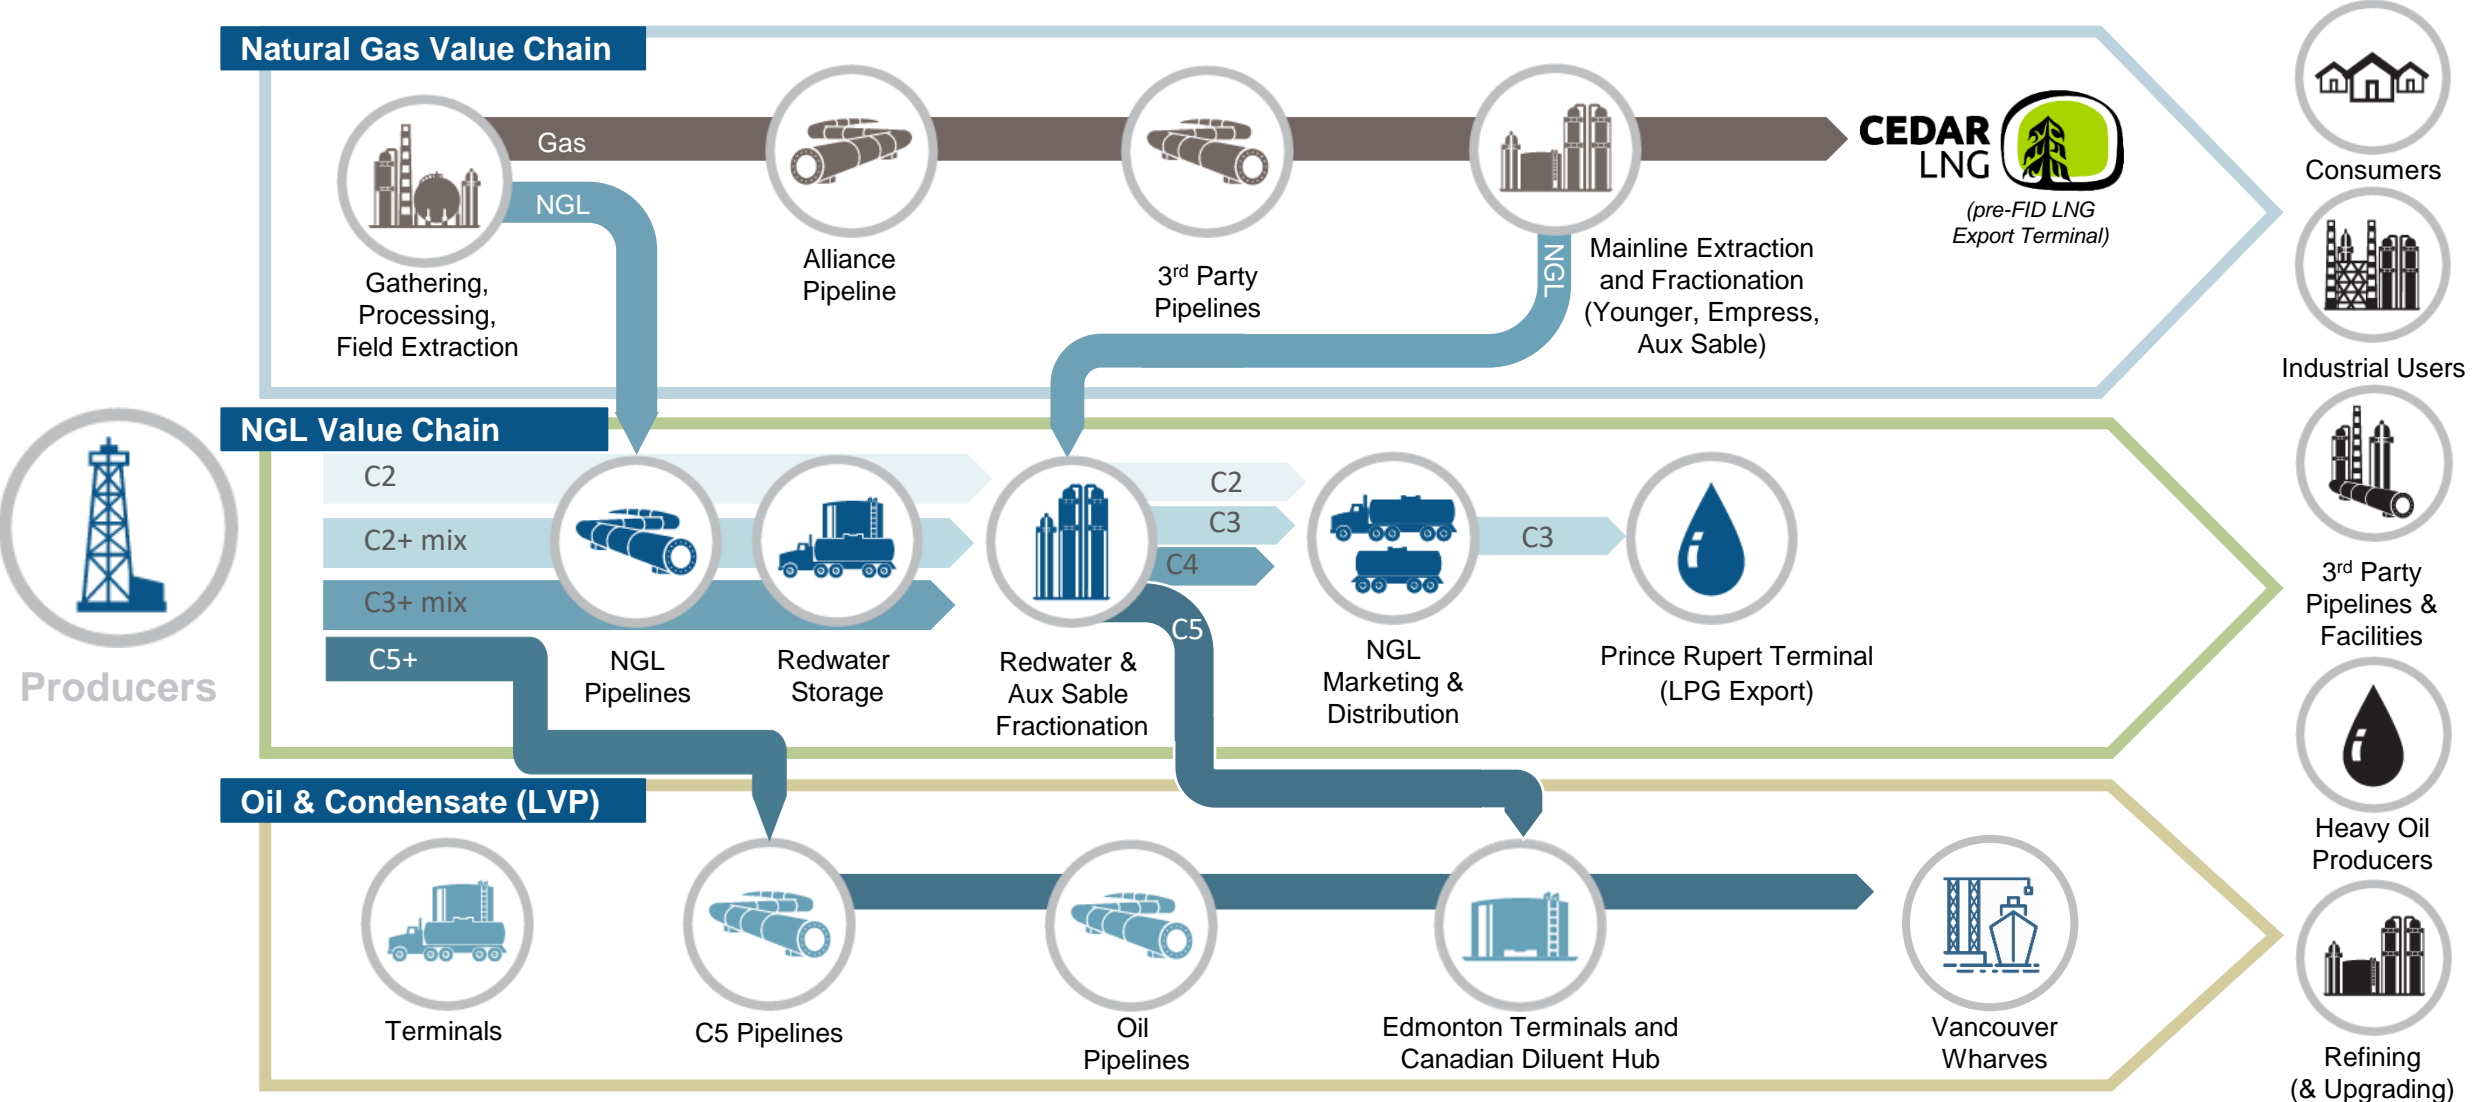 Natural Gas Value Chain
Gas
NGL
Gathering,
Processing,
Field Extraction
Alliance
Pipeline
3rd Party
Pipelines
NGL
Mainline Extraction
and Fractionation
(Younger, Empress,
Aux Sable)
CEDAR
LNG
(pre-FID LNG
Export Terminal)
Producers
NGL Value Chain
C2
C2+ mix
C3+ mix
C5+
NGL
Pipelines
Redwater
Storage
Redwater &
Aux Sable
Fractionation
C2
C3
C4
C5
NGL
Marketing &
Distribution
C3
Prince Rupert Terminal
(LPG Export)
Oil & Condensate (LVP)
Terminals
C5 Pipelines
Oil
Pipelines
Edmonton Terminals and
Canadian Diluent Hub
Vancouver
Wharves
Consumers
Industrial Users
3rd Party
Pipelines &
Facilities
Heavy Oil
Producers
Refining
(& Upgrading)